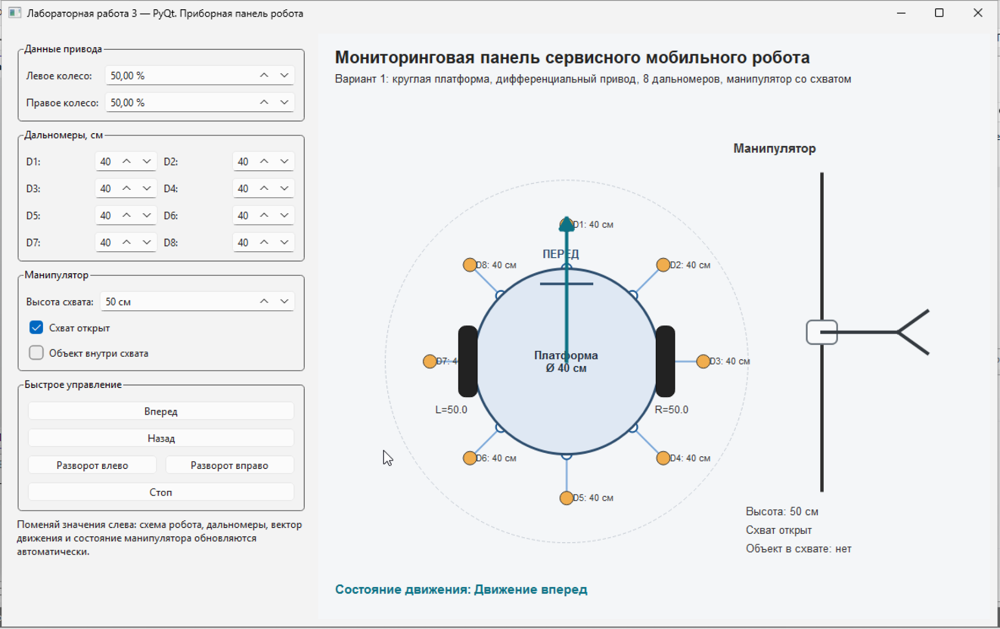 Лабораторная работа 3 — PyQt. Приборная панель робота
Данные привода
Левое колесо: 50,00 %
Правое колесо: 50,00 %
Дальномеры, см
D1: 40 D2: 40
D3: 40 D4: 40
D5: 40 D6: 40
D7: 40 D8: 40
Манипулятор
Высота схвата: 50 см
Схват открыт
Объект внутри схвата
Быстрое управление
Вперед
Назад
Разворот влево Разворот вправо
Стоп
Поменяй значения слева: схема робота, дальномеры, вектор
движения и состояние манипулятора обновляются
автоматически.
Мониторинговая панель сервисного мобильного робота
Вариант 1: круглая платформа, дифференциальный привод, 8 дальномеров, манипулятор со схватом
Манипулятор
D1: 40 см
ПЕРЕД
D8: 40 см
D2: 40 см
Платформа
Ø 40 см
D7: 4
D3: 40 см
L=50.0
R=50.0
D6: 40 см
D4: 40 см
D5: 40 см
Высота: 50 см
Схват открыт
Объект в схвате: нет
Состояние движения: Движение вперед